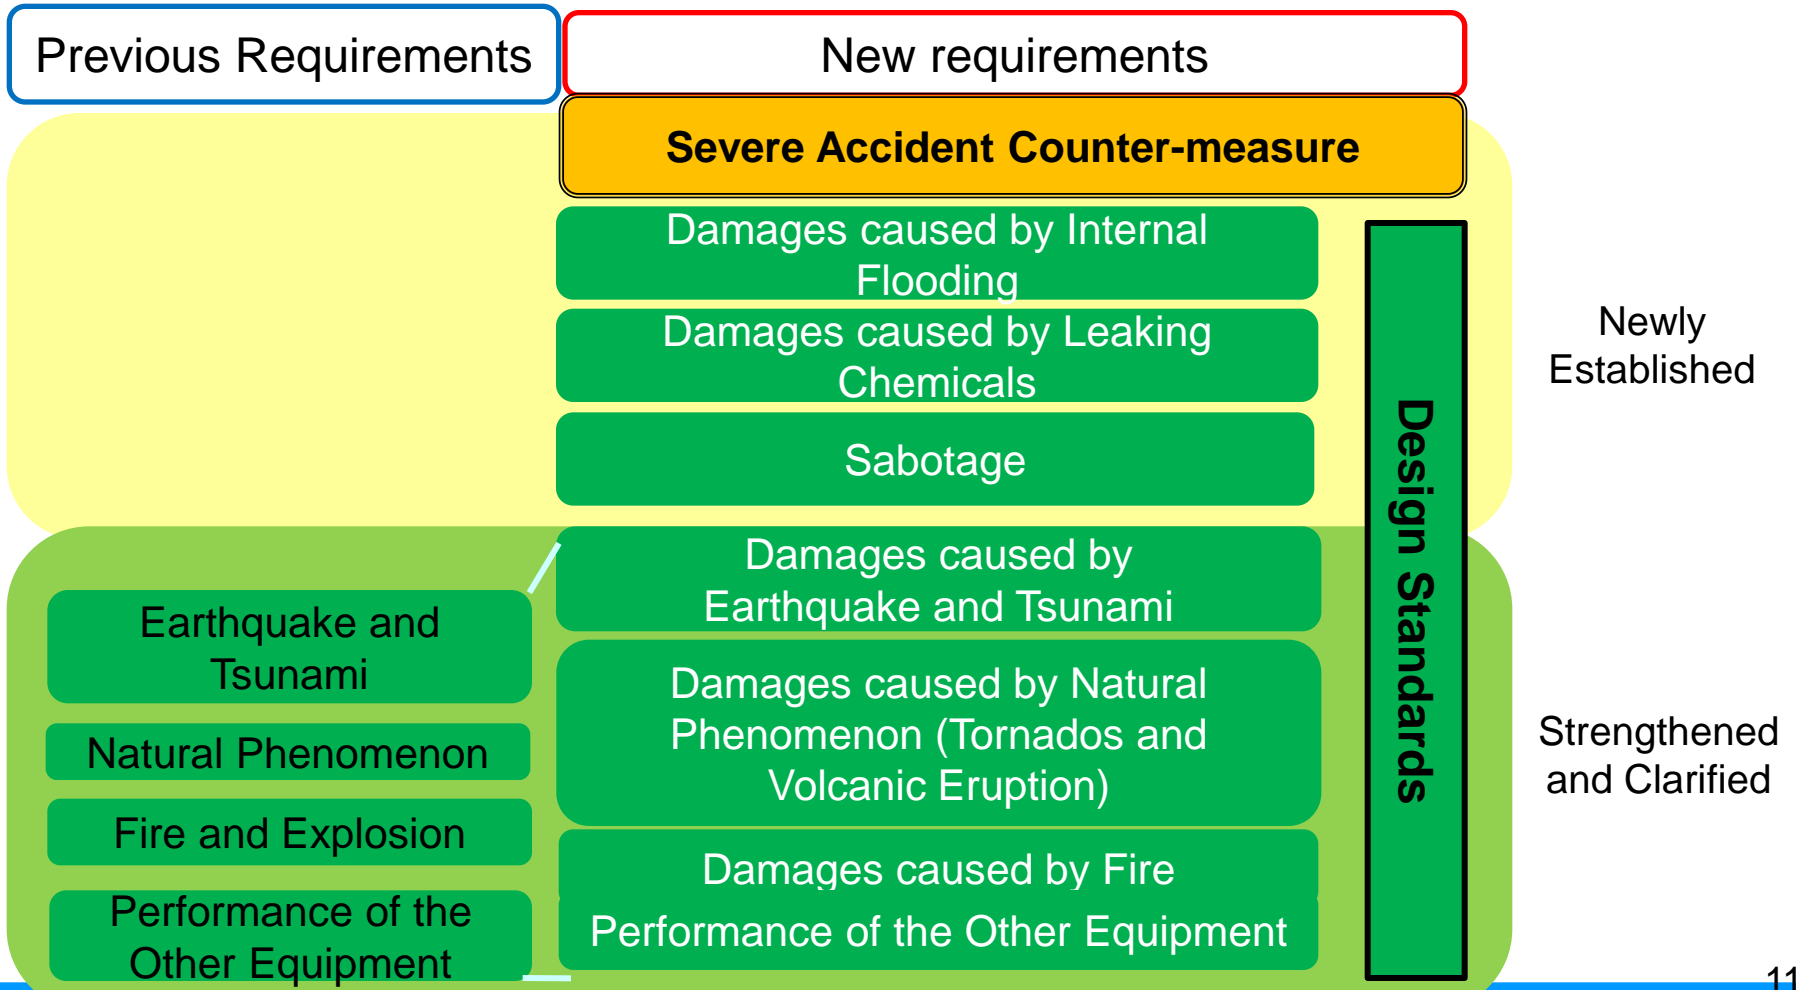 Previous Requirements
New requirements
Severe Accident Counter-measure
Damages caused by Internal
Flooding
Damages caused by Leaking
Chemicals
Sabotage
Newly
Established
Design Standards
Damages caused by
Earthquake and Tsunami
Damages caused by Natural
Phenomenon (Tornados and
Volcanic Eruption)
Damages caused by Fire
Performance of the Other Equipment
Earthquake and
Tsunami
Natural Phenomenon
Fire and Explosion
Performance of the
Other Equipment
Strengthened
and Clarified
11